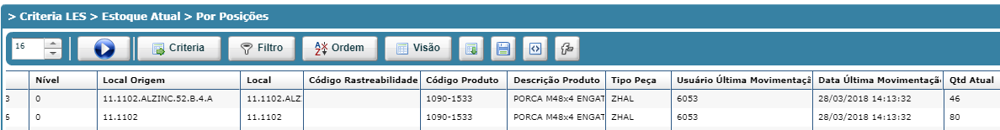 > Criteria LES > Estoque Atual > Por Posições
16 Criteria Filtro Ordem Visão
Nível Local Origem Local Código Rastreabilidade Código Produto Descrição Produto Tipo Peça Usuário Última Movimentaçã Data Última Movimentaçã Qtd Atual
3 0 11.1102.ALZINC.52.B.4.A 11.1102.ALZ 1090-1533 PORCA M48x4 ENGAT ZHAL 6053 28/03/2018 14:13:32 46
6 0 11.1102 11.1102 1090-1533 PORCA M48x4 ENGAT ZHAL 6053 28/03/2018 14:13:32 80